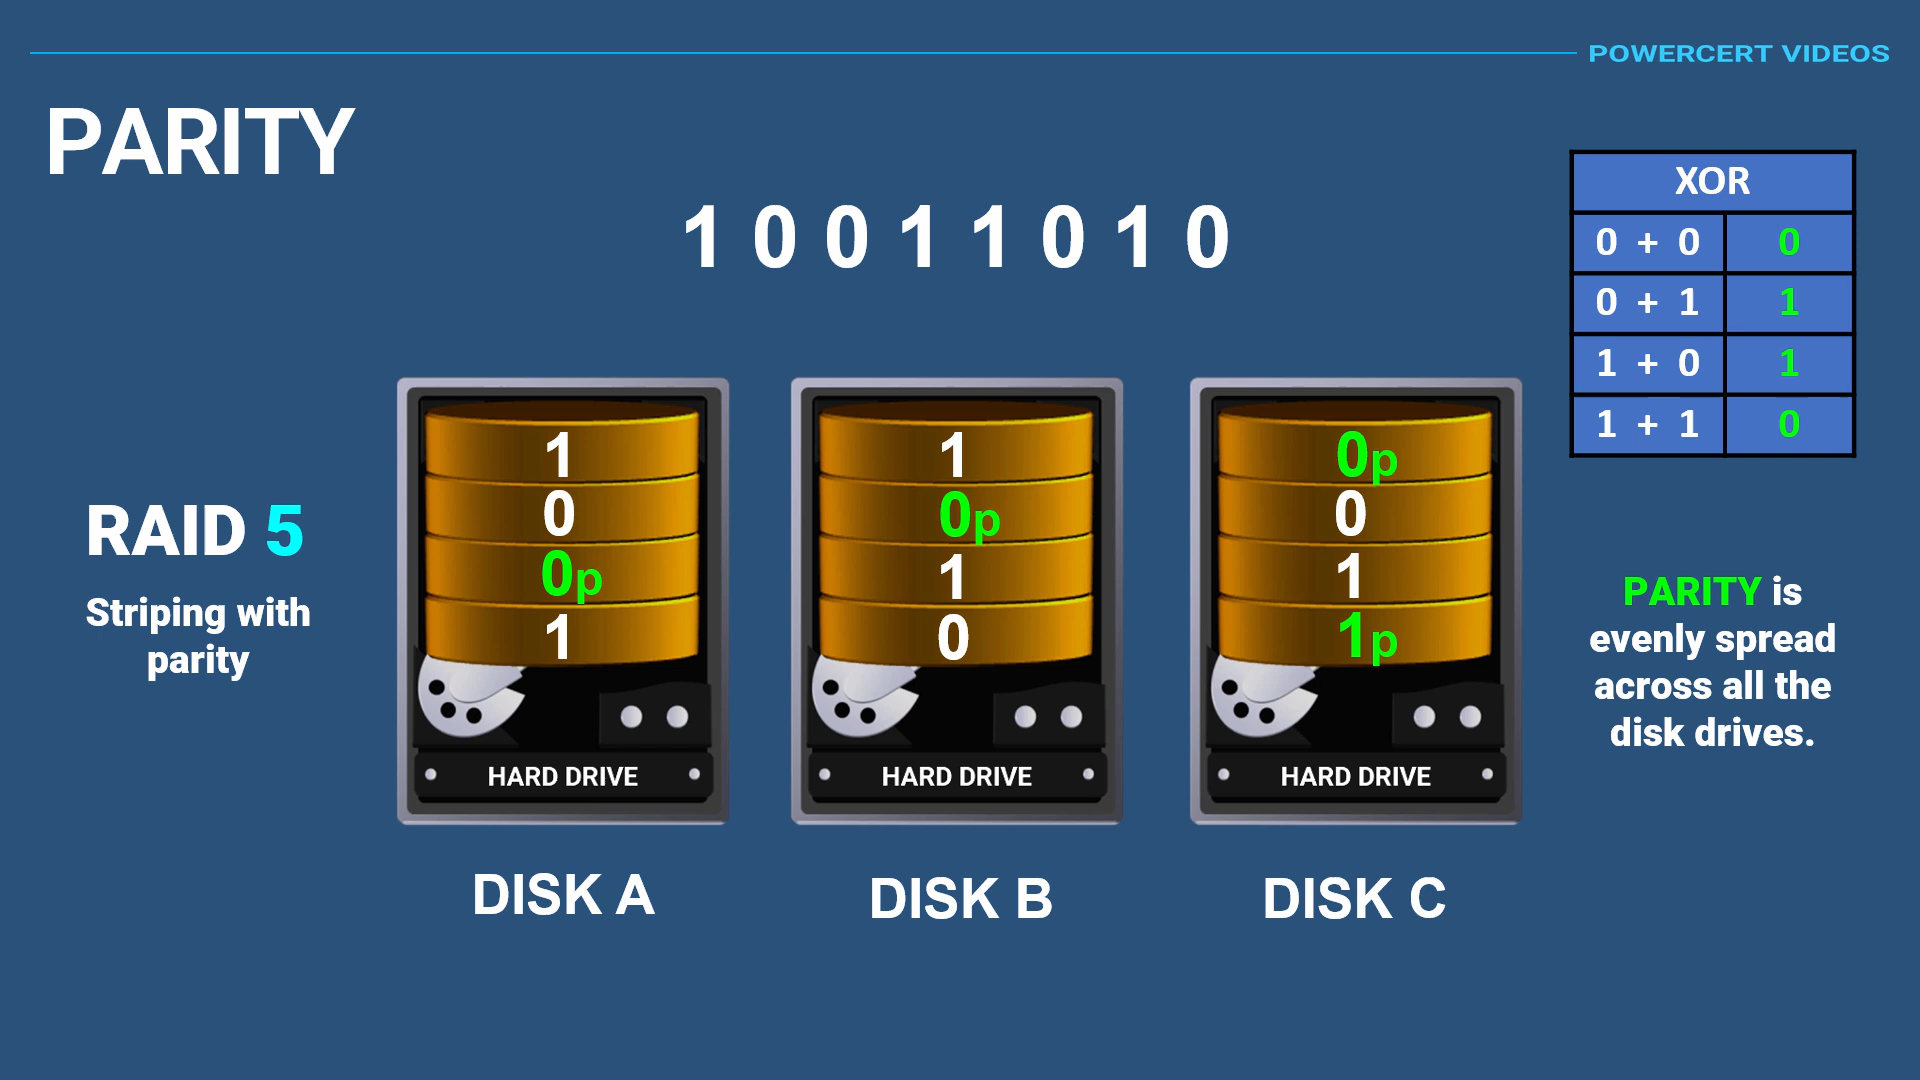 POWERCERT VIDEOS
PARITY
1 0 0 1 1 0 1 0
XOR
0 + 0 0
0 + 1 1
1 + 0 1
1 + 1 0
RAID 5
Striping with
parity
1
0
0p
1
HARD DRIVE
DISK A
1
0p
1
0
HARD DRIVE
DISK B
0p
0
1
1p
HARD DRIVE
DISK C
PARITY is
evenly spread
across all the
disk drives.